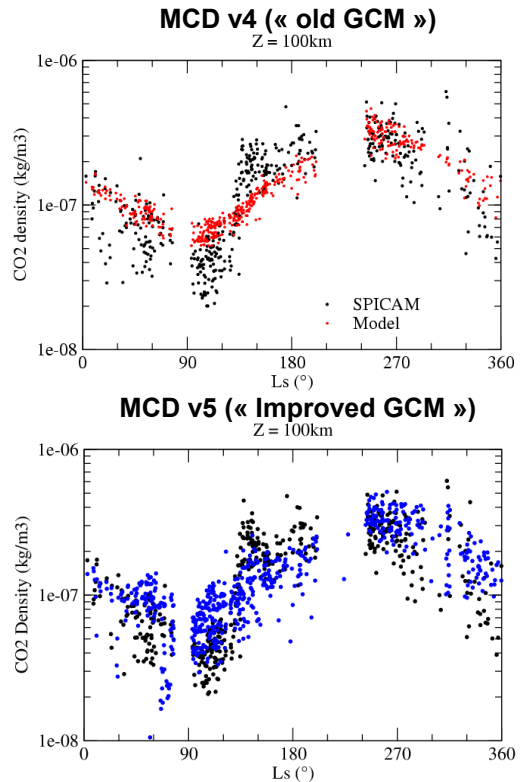 MCD v4 (« old GCM »)
Z = 100km
1e-06
1e-07
1e-08
CO2 density (kg/m3)
SPICAM
Model
0
90
180
270
360
Ls (°)
MCD v5 (« Improved GCM »)
Z = 100km
1e-06
1e-07
1e-08
CO2 Density (kg/m3)
0
90
180
270
360
Ls (°)